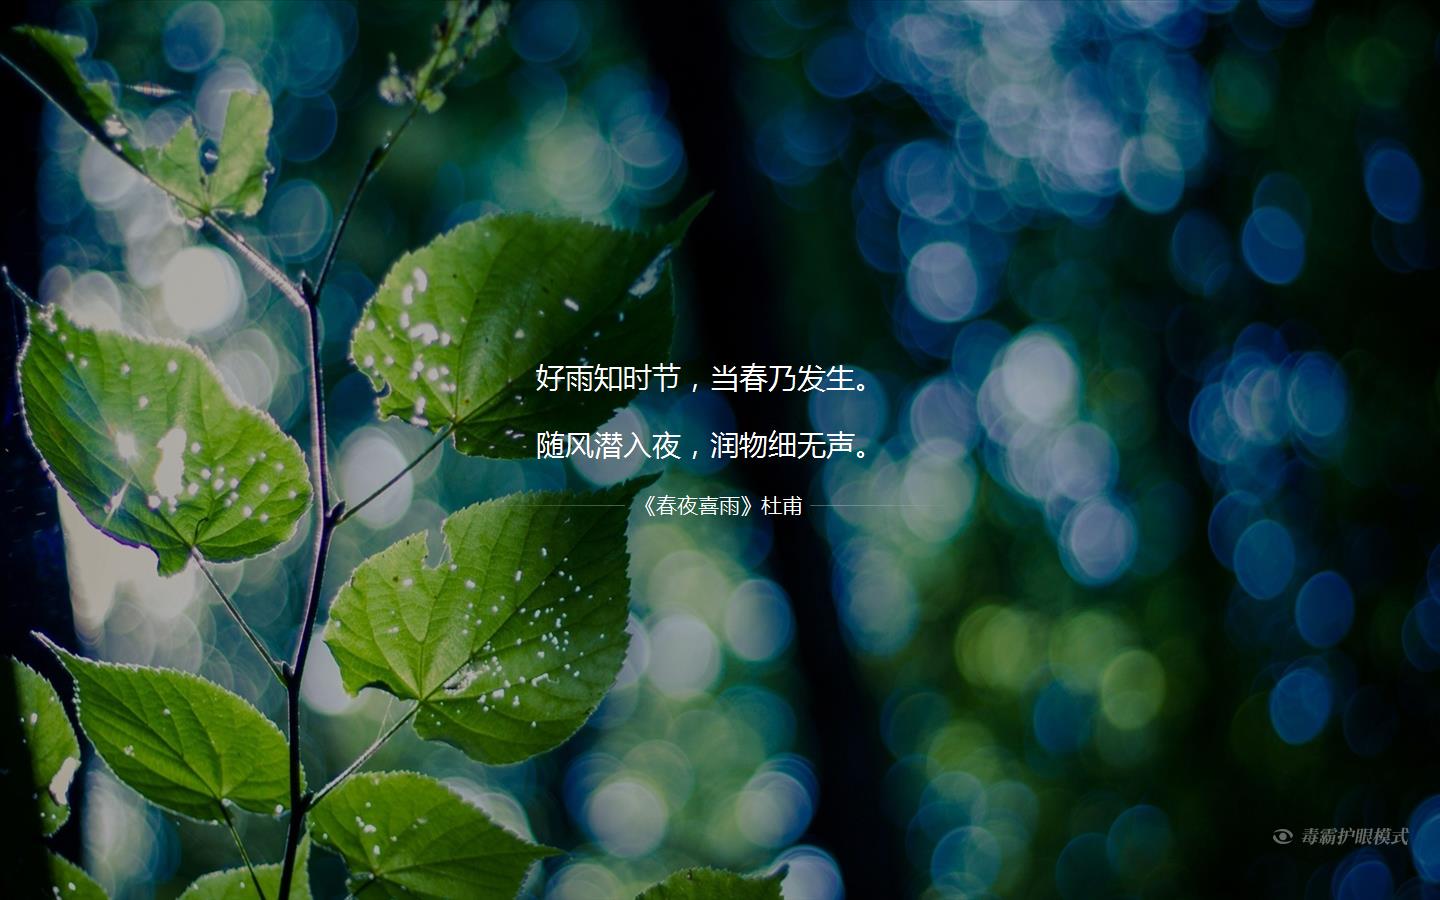 好雨知时节，当春乃发生。
随风潜入夜，润物细无声。
《春夜喜雨》杜甫
毒霸护眼模式